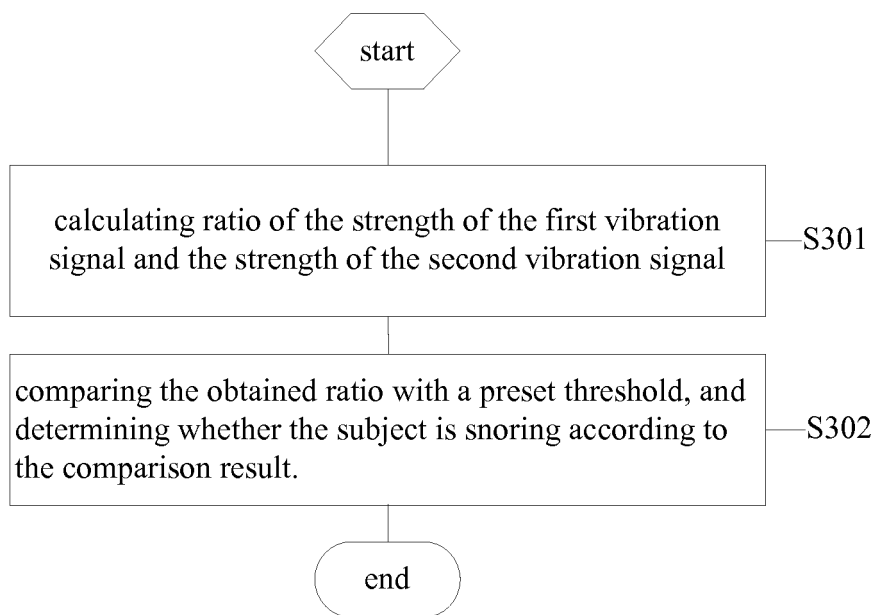 start
calculating ratio of the strength of the first vibration
signal and the strength of the second vibration signal
S301
comparing the obtained ratio with a preset threshold, and
determining whether the subject is snoring according to
the comparison result.
S302
end